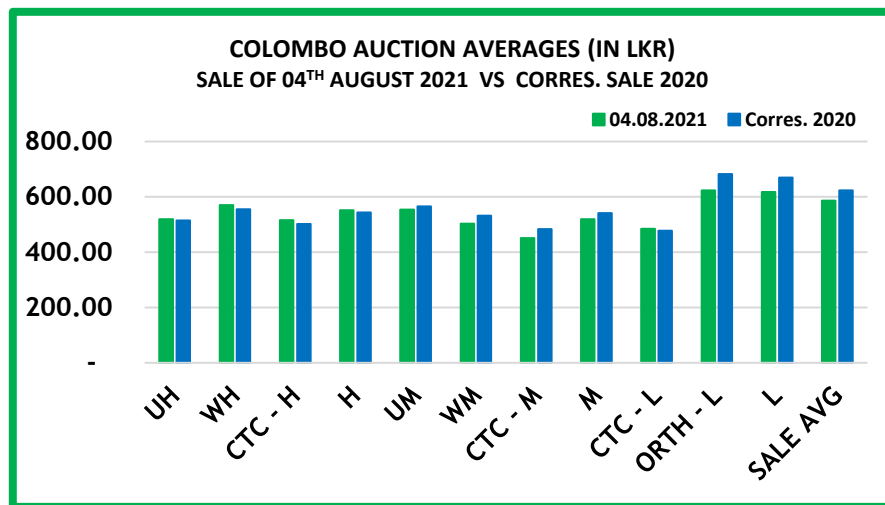 COLOMBO AUCTION AVERAGES (IN LKR)
SALE OF 04TH AUGUST 2021 VS CORRES. SALE 2020
04.08.2021 Corres. 2020
800.00
600.00
400.00
200.00
-
UH
WH
CTC - H
H
UM
WM
CTC - M
M
CTC - L
ORTH - L
L
SALE AVG